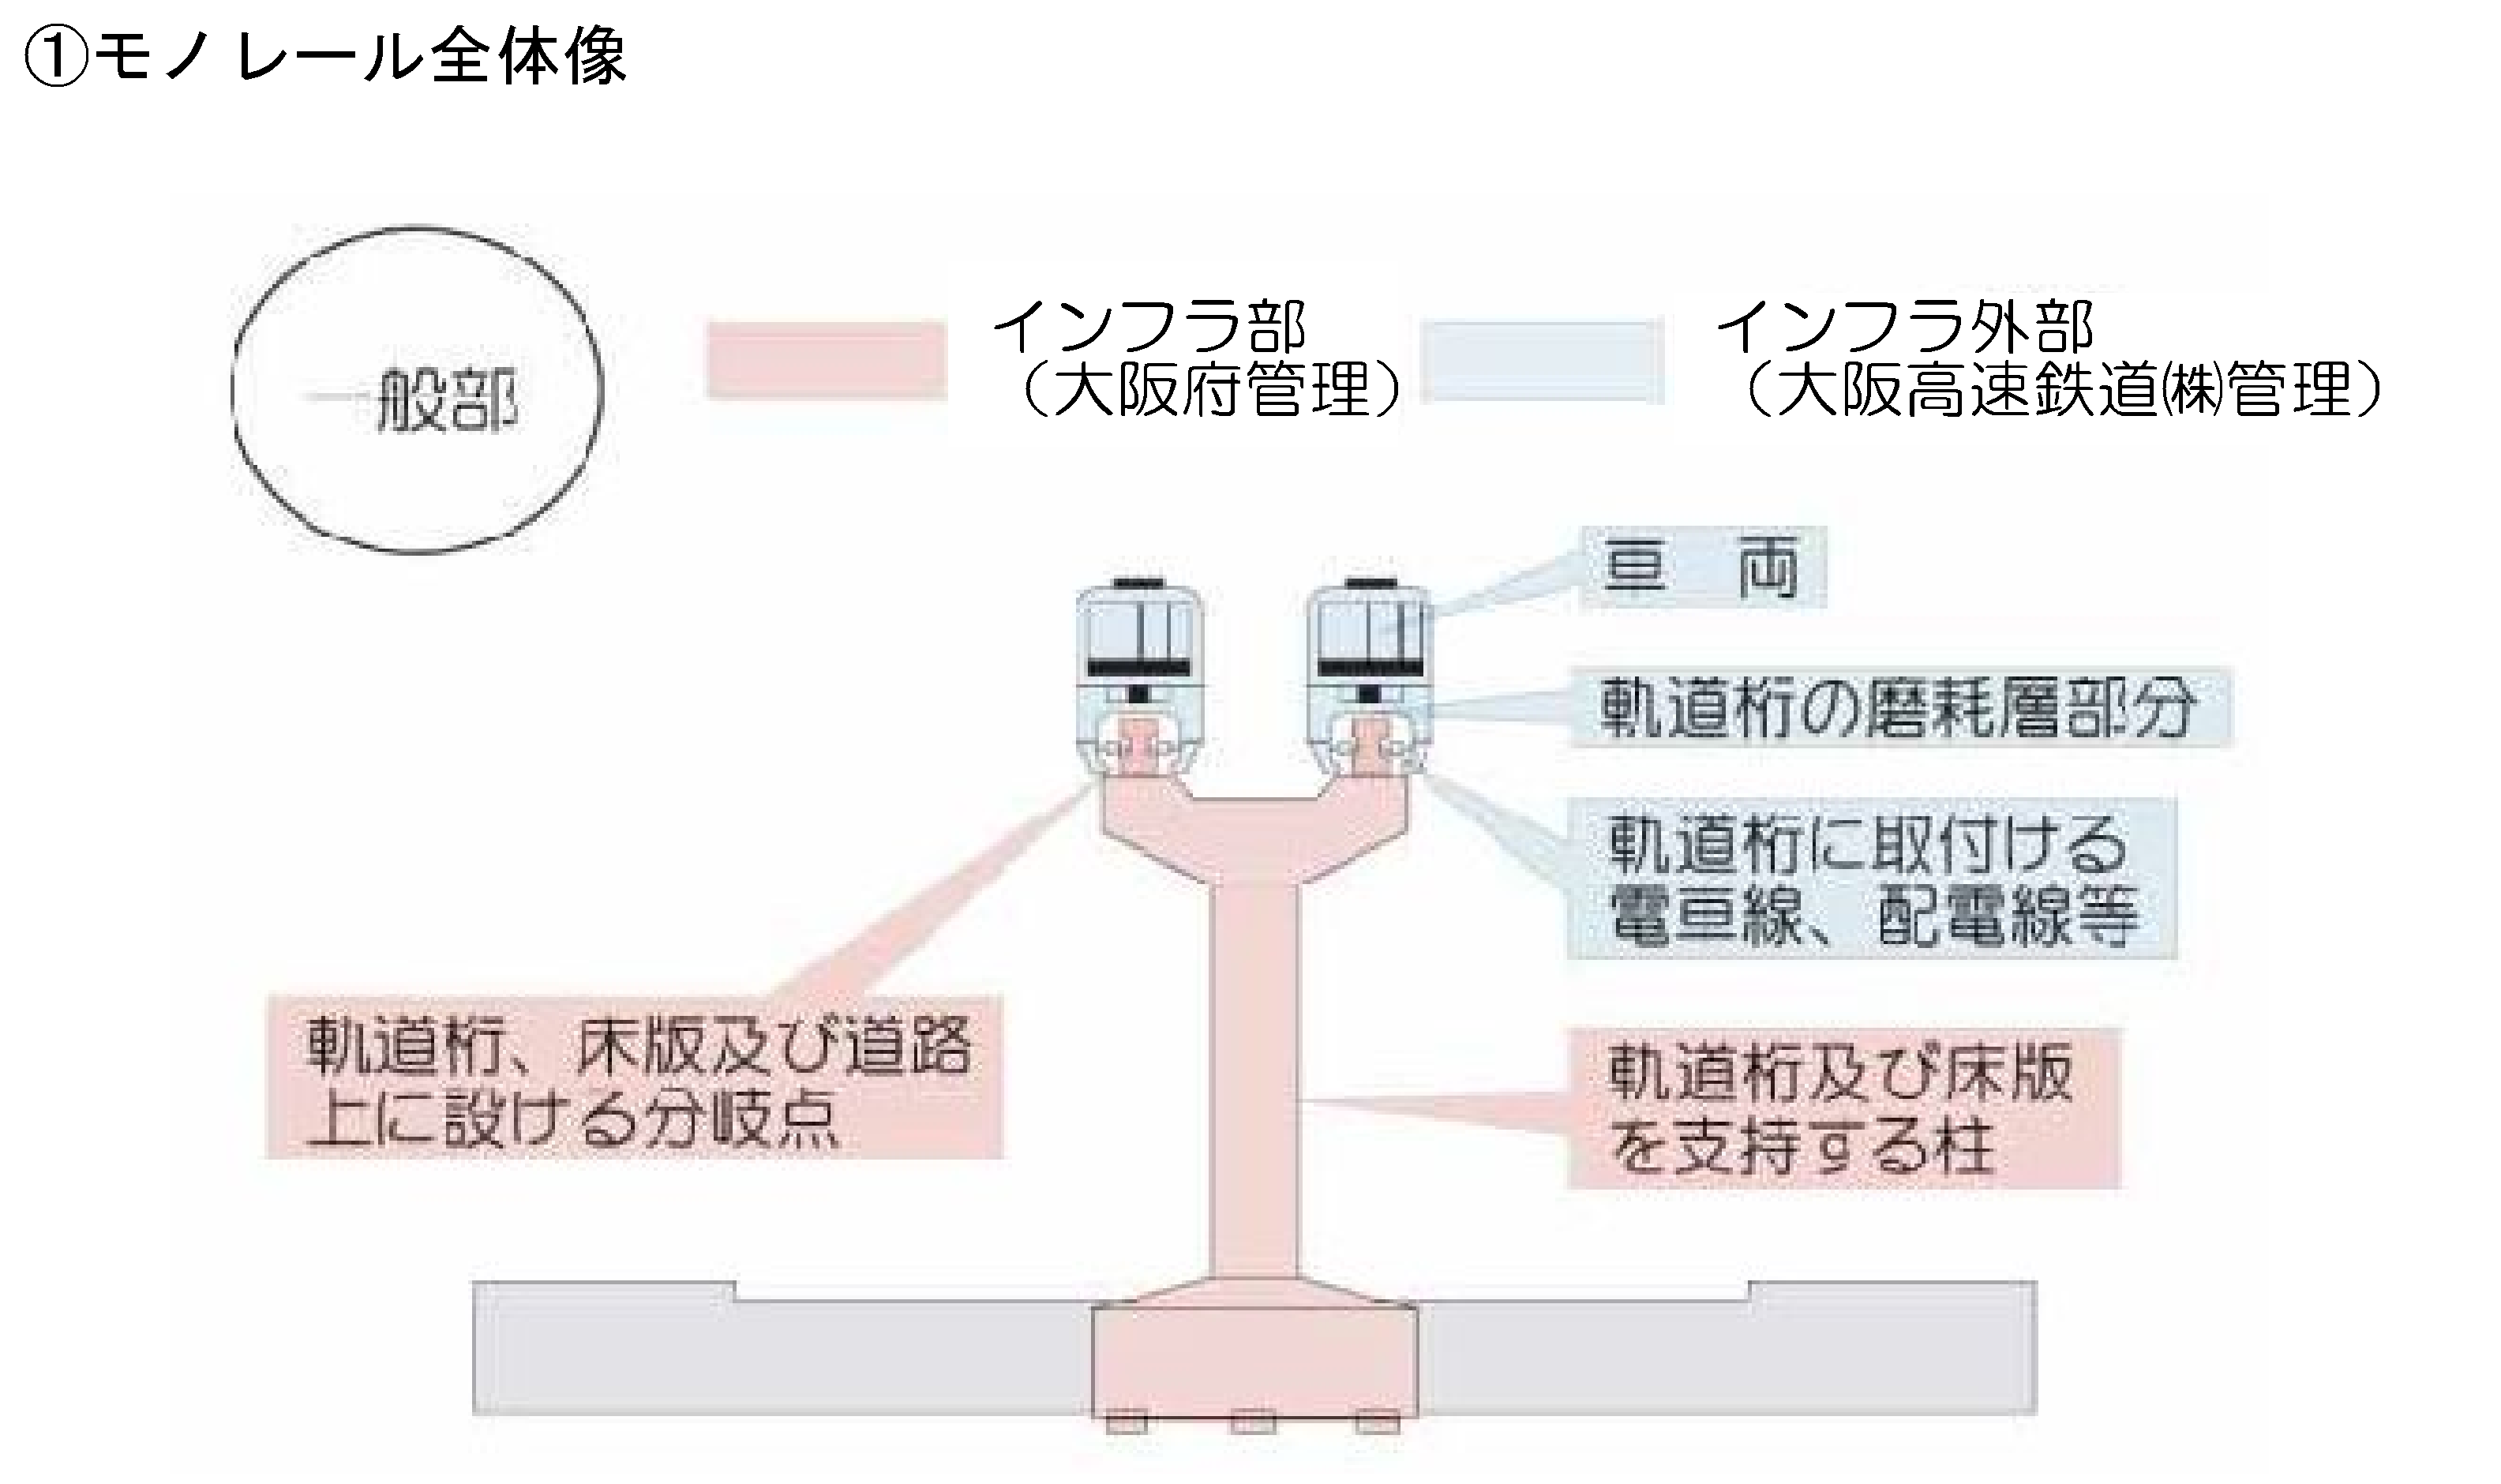 ①モノレール全体像
一般部
インフラ部
（大阪府管理）
インフラ外部
（大阪高速鉄道㈱管理）
車　両
軌道桁の磨耗層部分
軌道桁に取付ける
電車線、配電線等
軌道桁、床版及び道路
上に設ける分岐点
軌道桁及び床版
を支持する柱